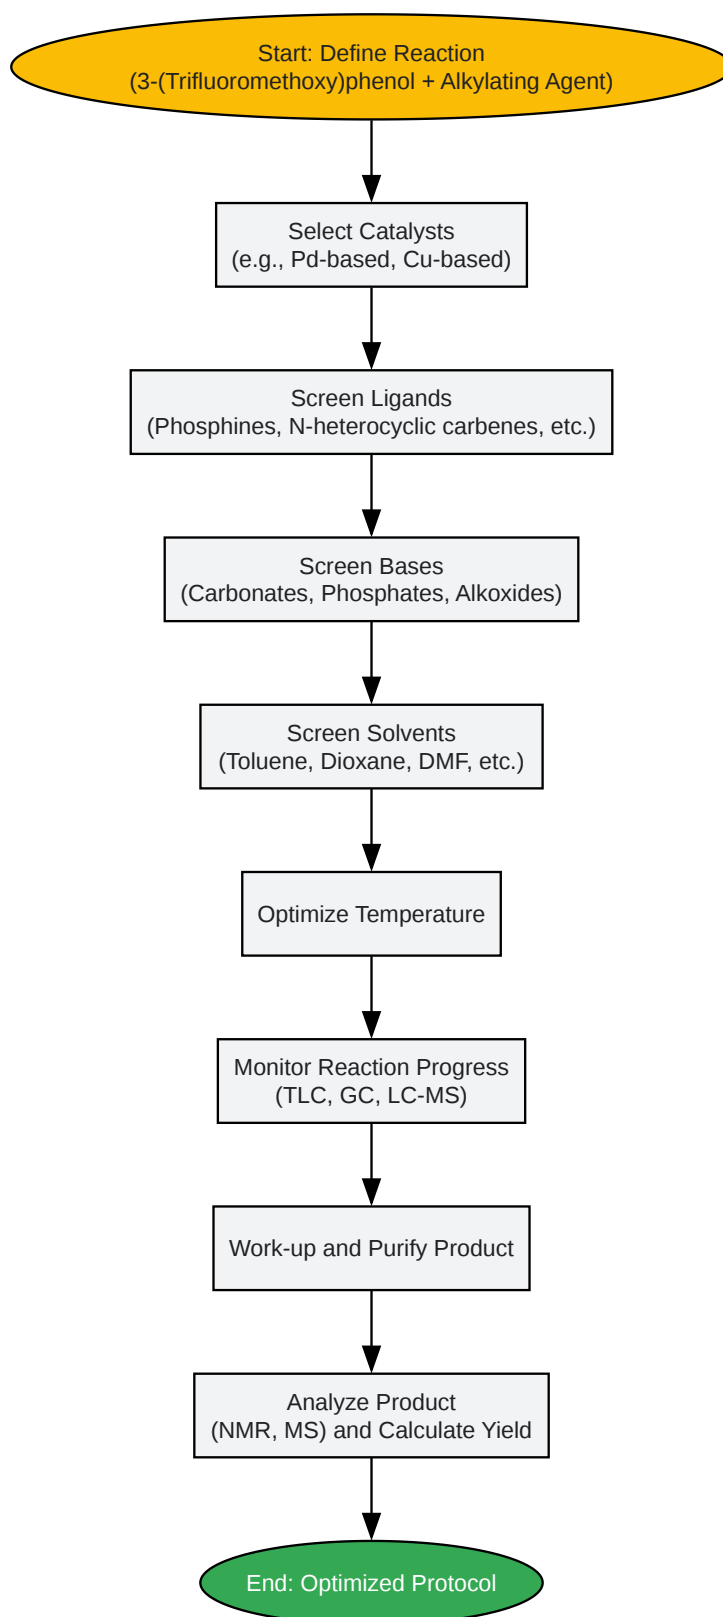 Start: Define Reaction
(3-(Trifluoromethoxy)phenol + Alkylating Agent)
Select Catalysts
(e.g., Pd-based, Cu-based)
Screen Ligands
(Phosphines, N-heterocyclic carbenes, etc.)
Screen Bases
(Carbonates, Phosphates, Alkoxides)
Screen Solvents
(Toluene, Dioxane, DMF, etc.)
Optimize Temperature
Monitor Reaction Progress
(TLC, GC, LC-MS)
Work-up and Purify Product
Analyze Product
(NMR, MS) and Calculate Yield
End: Optimized Protocol